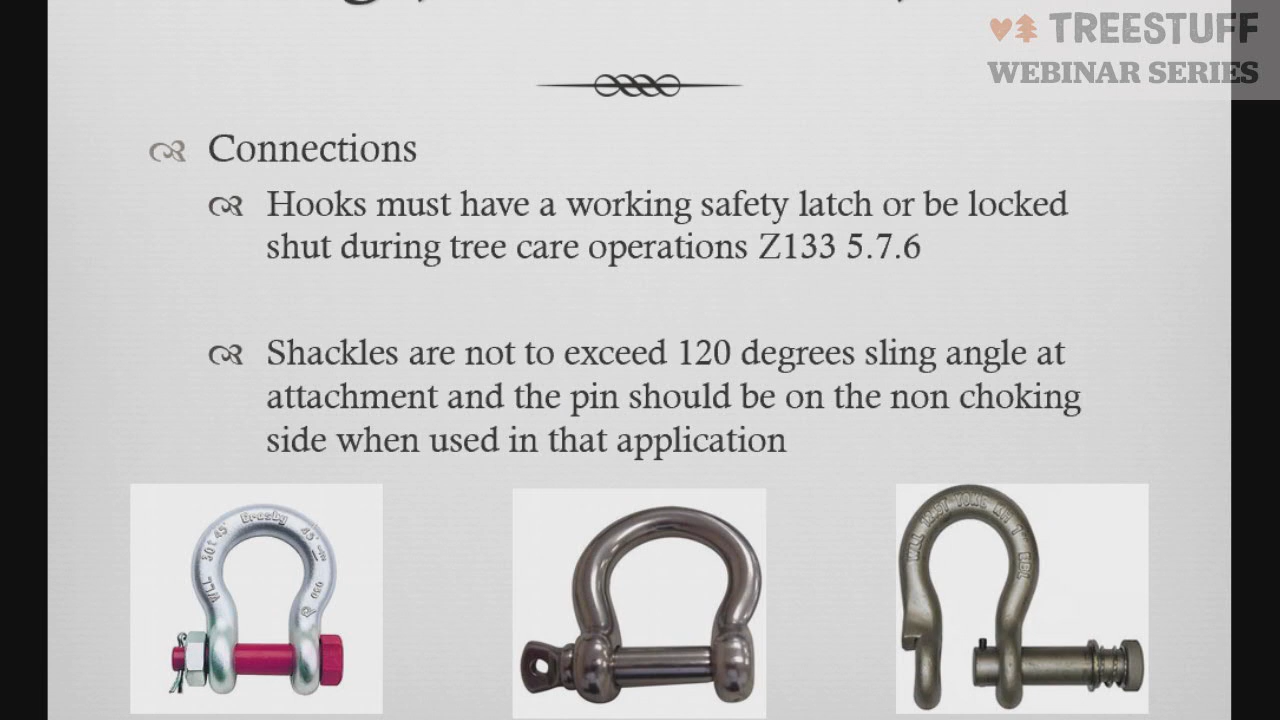 TREESTUFF
WEBINAR SERIES
Connections
Hooks must have a working safety latch or be locked
shut during tree care operations Z133 5.7.6
Shackles are not to exceed 120 degrees sling angle at
attachment and the pin should be on the non choking
side when used in that application
Crosby
WLL